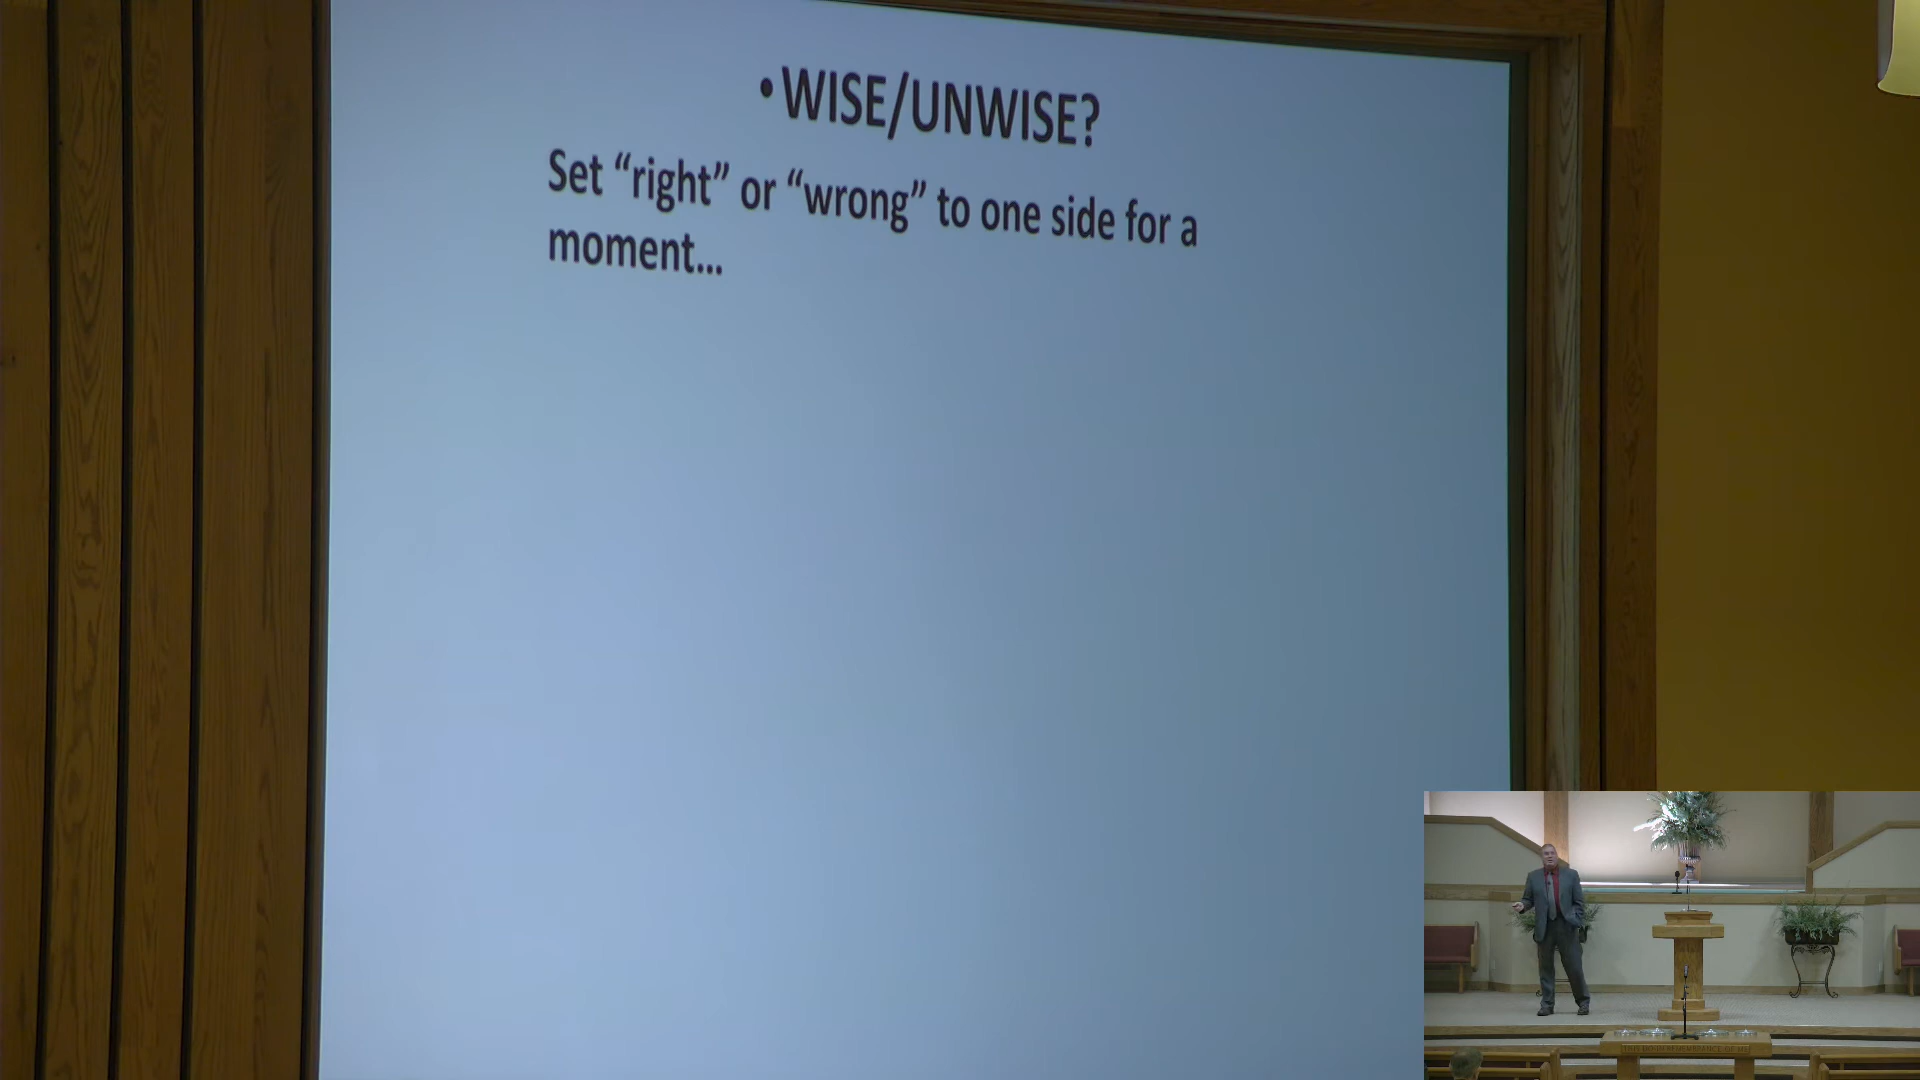 • WISE/UNWISE?
Set “right” or “wrong” to one side for a
moment...